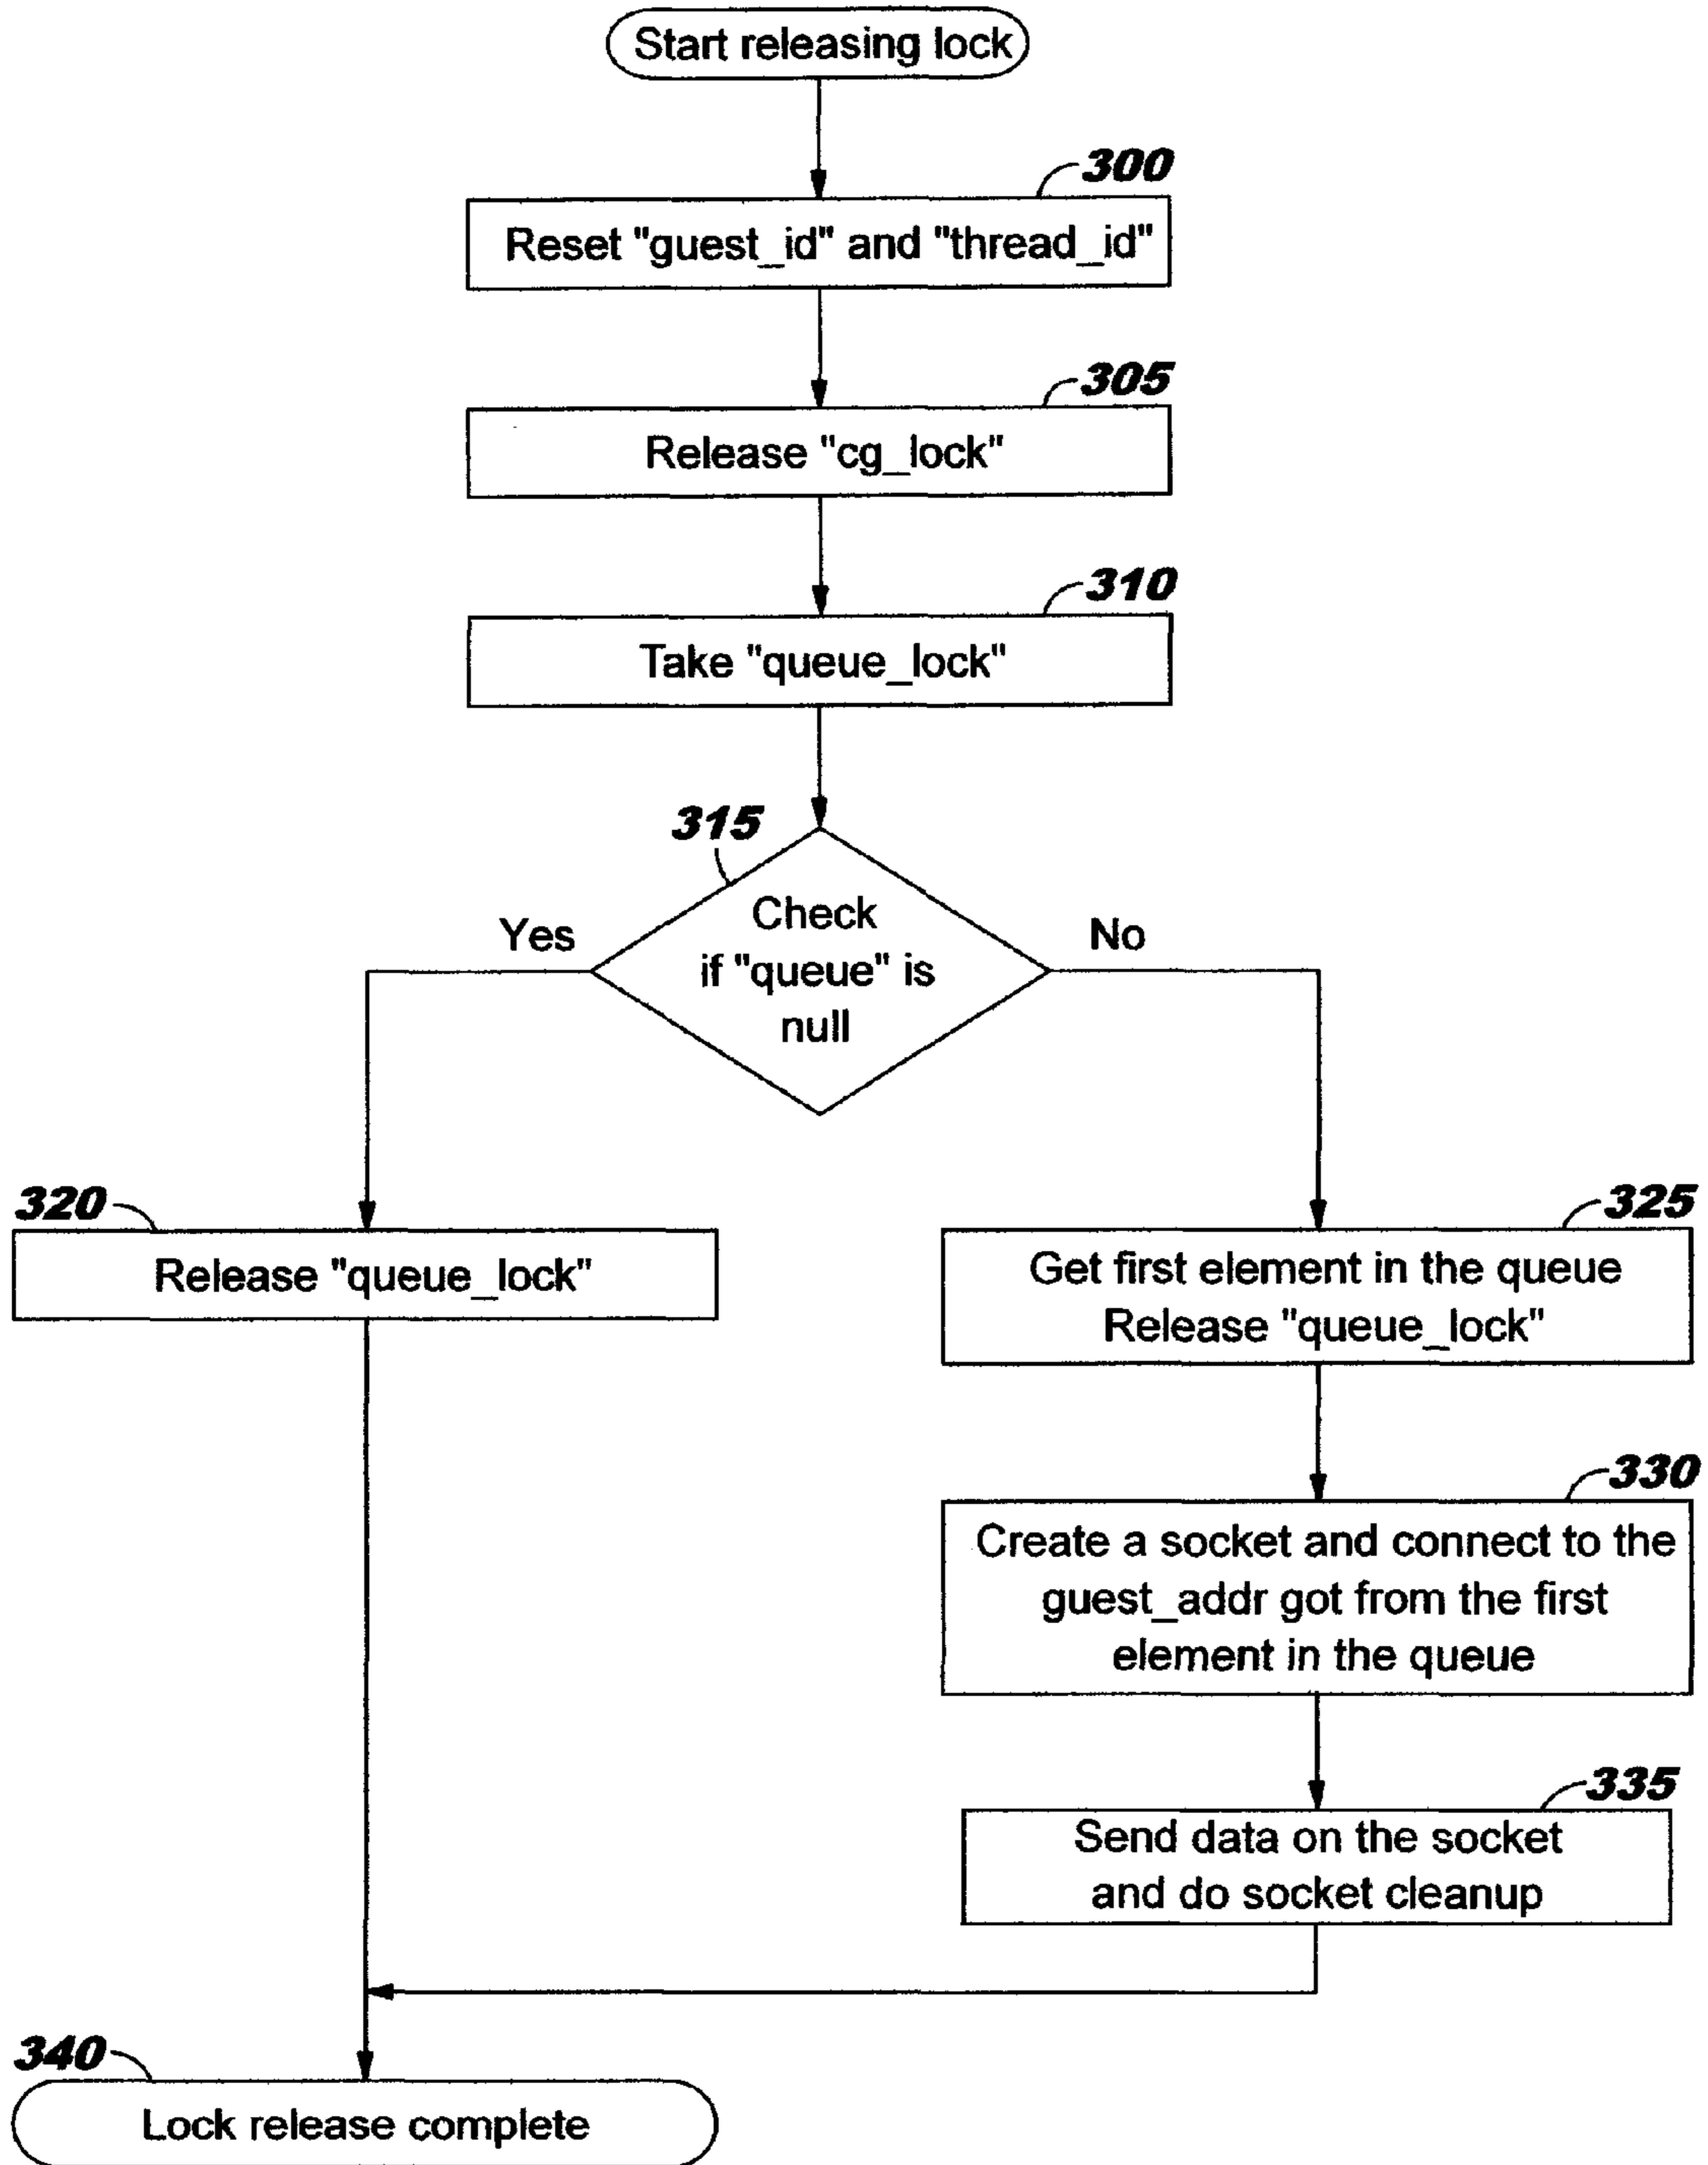 Start releasing lock
300
Reset "guest_id" and "thread_id"
305
Release "cg_lock"
310
Take "queue_lock"
315
Check
if "queue" is
null
Yes
No
320
Release "queue_lock"
325
Get first element in the queue
Release "queue_lock"
330
Create a socket and connect to the
guest_addr got from the first
element in the queue
335
Send data on the socket
and do socket cleanup
340
Lock release complete